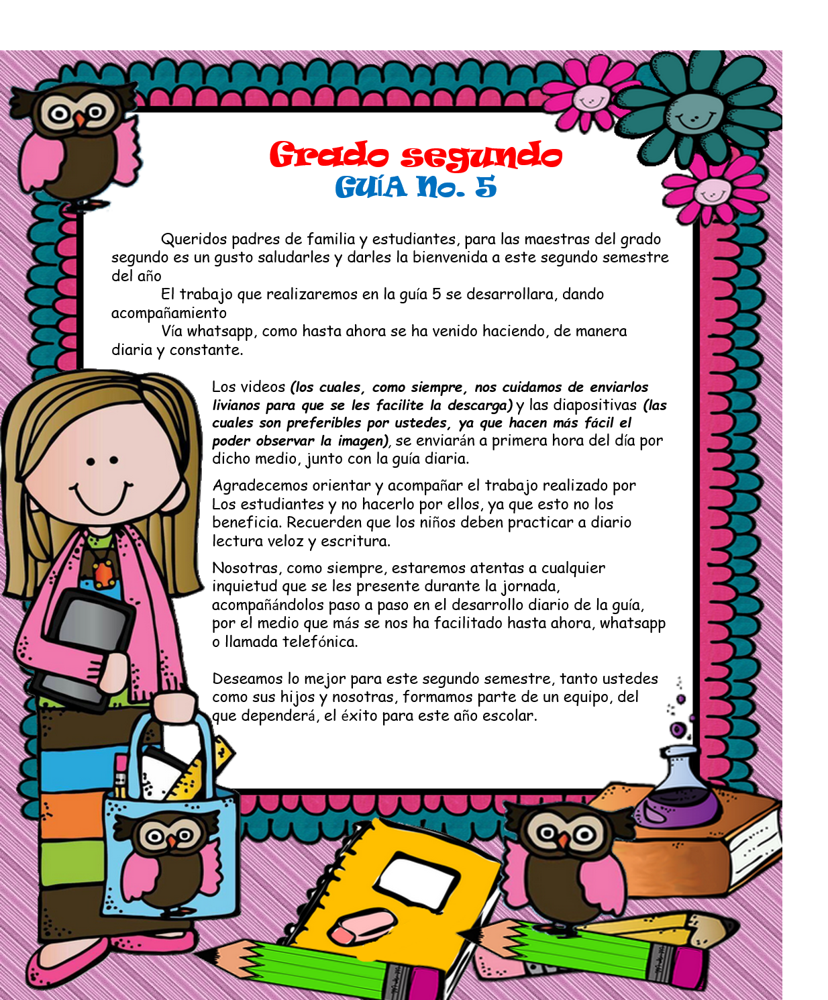 Grado segundo
GUÍA No. 5
Queridos padres de familia y estudiantes, para las maestras del grado
segundo es un gusto saludarles y darles la bienvenida a este segundo semestre
del año
El trabajo que realizaremos en la guía 5 se desarrollara, dando
acompañamiento
Vía whatsapp, como hasta ahora se ha venido haciendo, de manera
diaria y constante.
Los videos (los cuales, como siempre, nos cuidamos de enviarlos
livianos para que se les facilite la descarga) y las diapositivas (las
cuales son preferibles por ustedes, ya que hacen más fácil el
poder observar la imagen), se enviarán a primera hora del día por
dicho medio, junto con la guía diaria.
Agradecemos orientar y acompañar el trabajo realizado por
Los estudiantes y no hacerlo por ellos, ya que esto no los
beneficia. Recuerden que los niños deben practicar a diario
lectura veloz y escritura.
Nosotras, como siempre, estaremos atentas a cualquier
inquietud que se les presente durante la jornada,
acompañándolos paso a paso en el desarrollo diario de la guía,
por el medio que más se nos ha facilitado hasta ahora, whatsapp
o llamada telefónica.
Deseamos lo mejor para este segundo semestre, tanto ustedes
como sus hijos y nosotras, formamos parte de un equipo, del
que dependerá, el éxito para este año escolar.